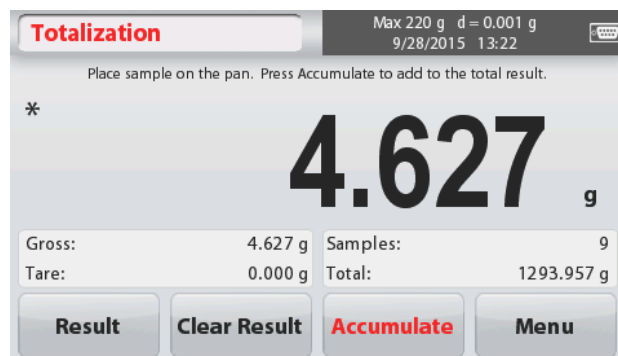 Totalization
Max 220 g d = 0.001 g
9/28/2015 13:22
Place sample on the pan. Press Accumulate to add to the total result.
*
4.627 g
Gross: 4.627 g Samples: 9
Tare: 0.000 g Total: 1293.957 g
Result Clear Result Accumulate Menu